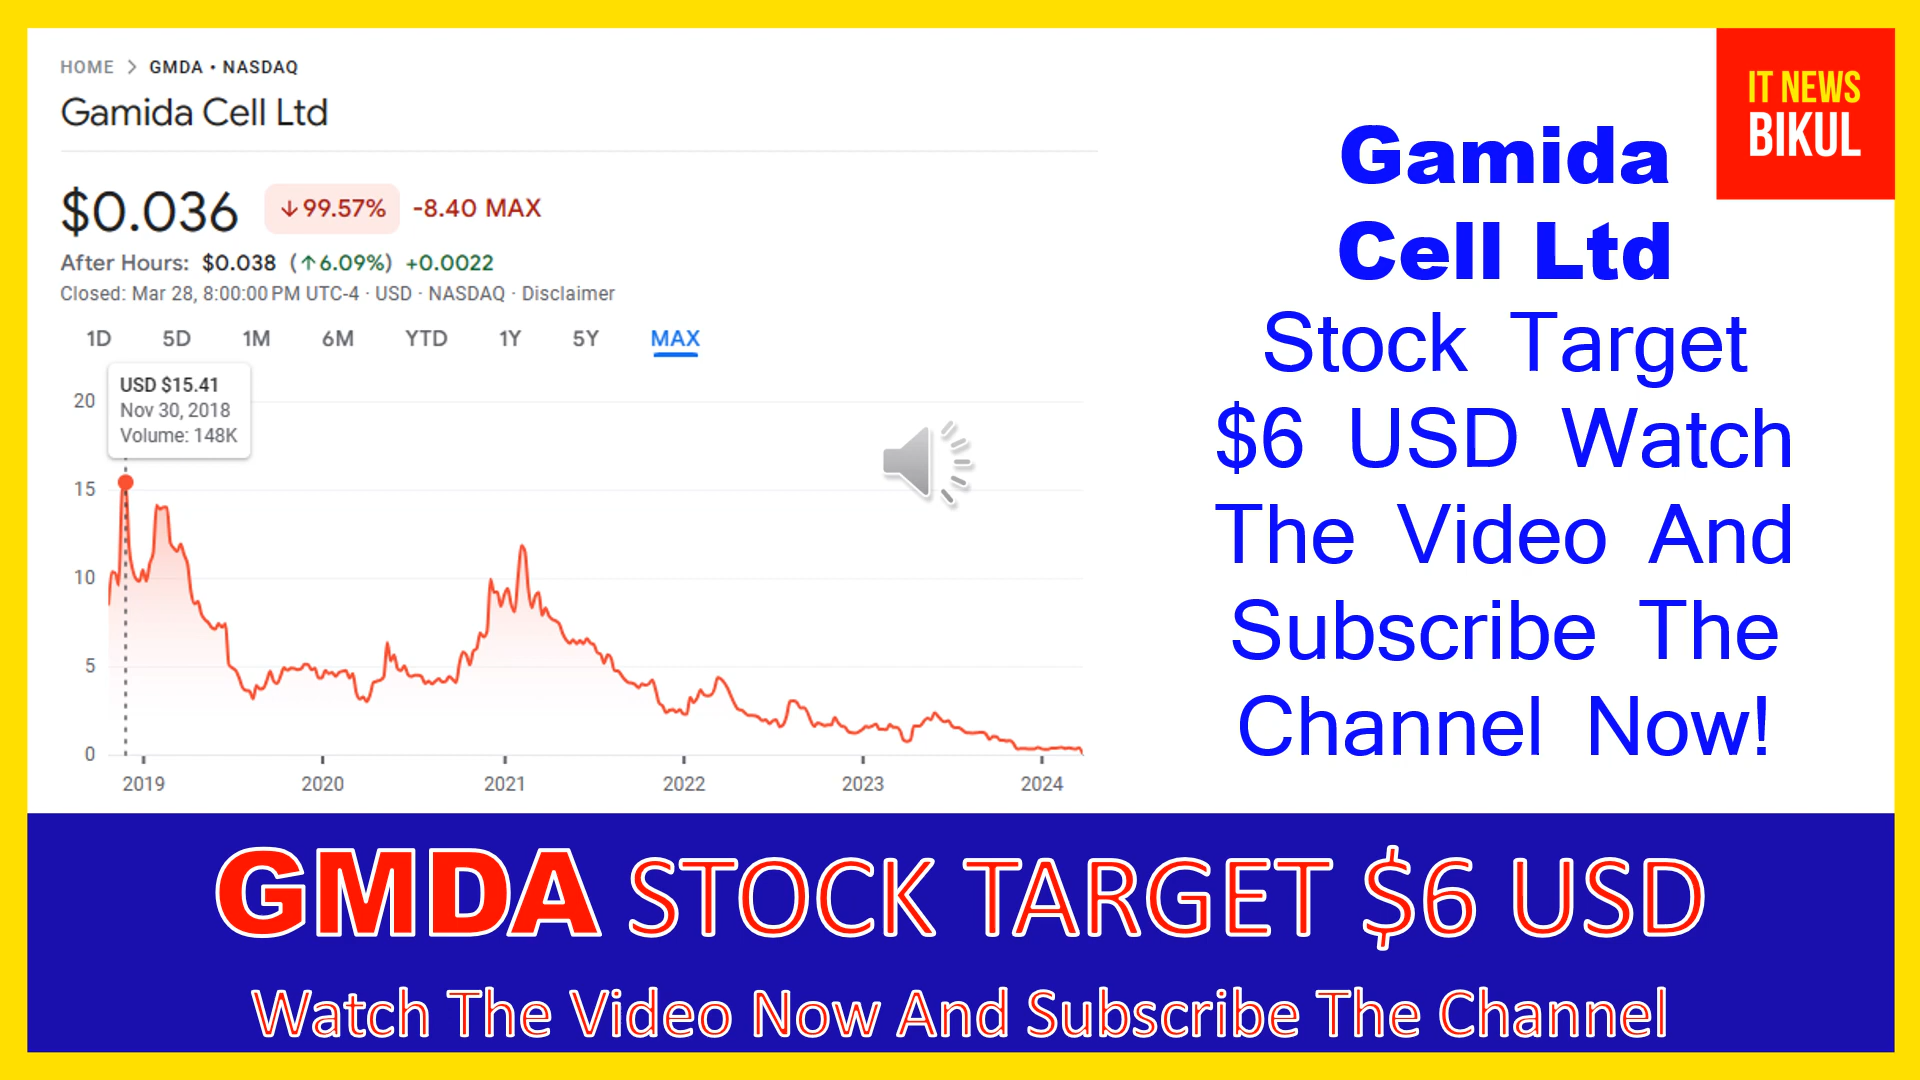 HOME > GMDA • NASDAQ
Gamida Cell Ltd
$0.036 ↓99.57% -8.40 MAX
After Hours: $0.038 (↑6.09%) +0.0022
Closed: Mar 28, 8:00:00 PM UTC-4 · USD · NASDAQ · Disclaimer
1D 5D 1M 6M YTD 1Y 5Y MAX
USD $15.41
Nov 30, 2018
Volume: 148K
20
15
10
5
0
2019 2020 2021 2022 2023 2024
IT NEWS
BIKUL
Gamida
Cell Ltd
Stock Target
$6 USD Watch
The Video And
Subscribe The
Channel Now!
GMDA STOCK TARGET $6 USD
Watch The Video Now And Subscribe The Channel